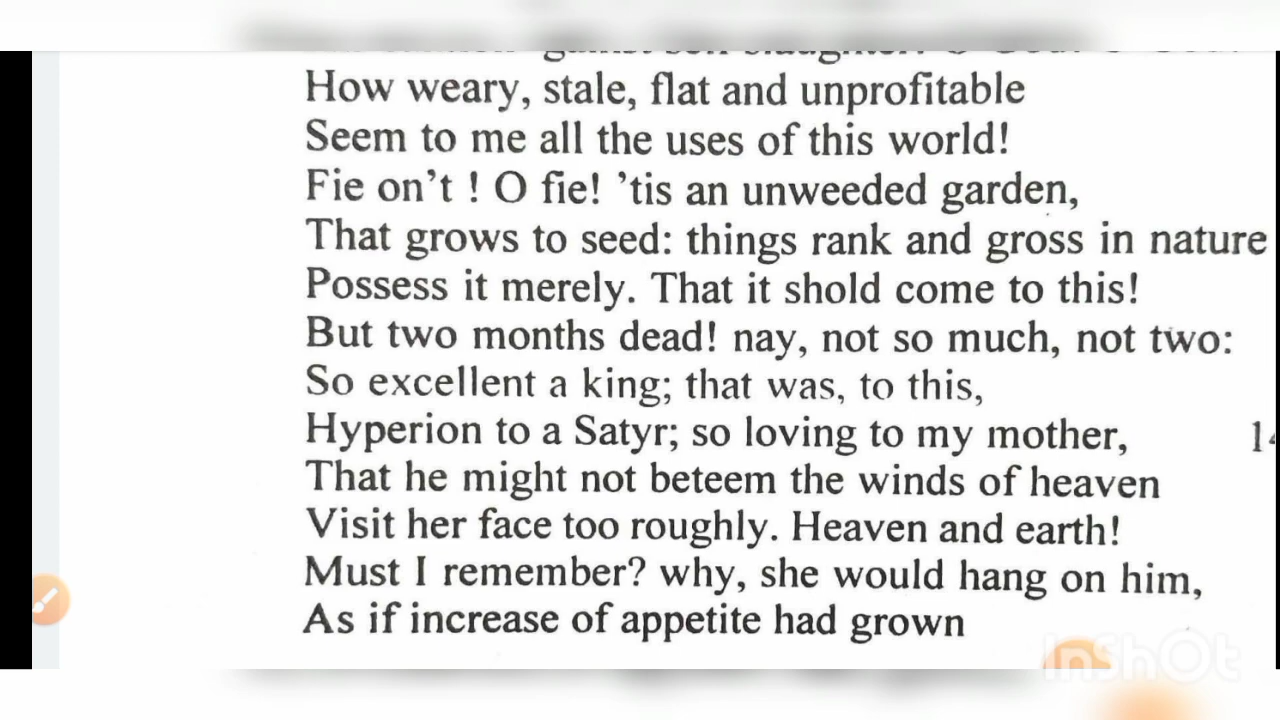 How weary, stale, flat and unprofitable
Seem to me all the uses of this world!
Fie on't ! O fie! 'tis an unweeded garden,
That grows to seed: things rank and gross in nature
Possess it merely. That it shold come to this!
But two months dead! nay, not so much, not two:
So excellent a king; that was, to this,
Hyperion to a Satyr; so loving to my mother,
That he might not beteem the winds of heaven
Visit her face too roughly. Heaven and earth!
Must I remember? why, she would hang on him,
As if increase of appetite had grown
InShOt